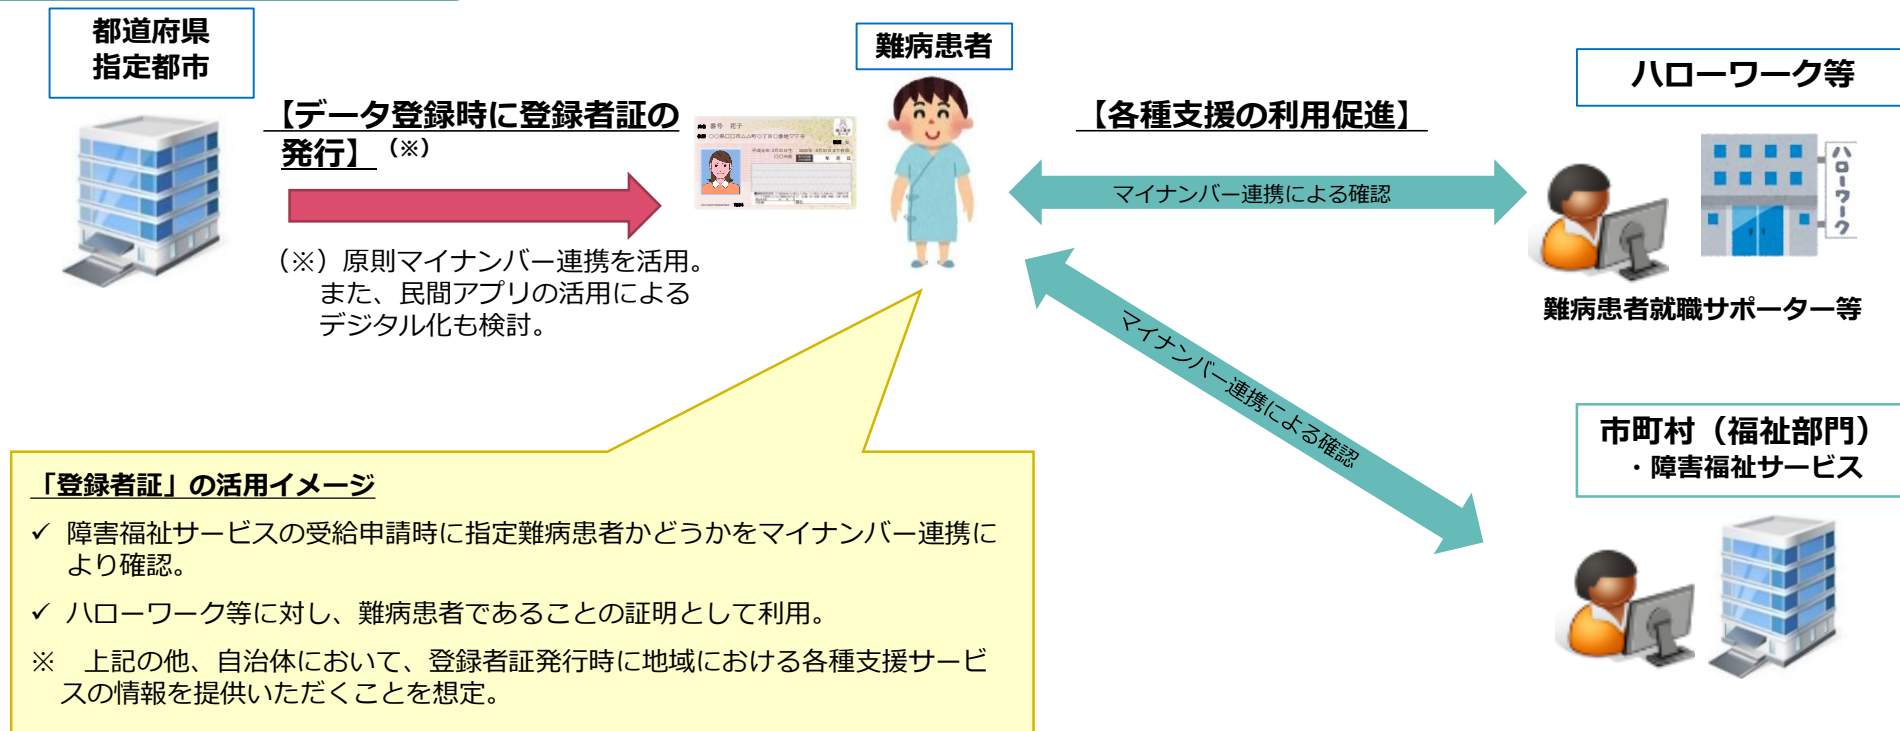 都道府県
指定都市
難病患者
ハローワーク等
【データ登録時に登録者証の
発行】（※）
【各種支援の利用促進】
番号 花子
マイナンバー連携による確認
ハローワーク
（※）原則マイナンバー連携を活用。
また、民間アプリの活用による
デジタル化も検討。
難病患者就職サポーター等
マイナンバー連携による確認
市町村（福祉部門）
・障害福祉サービス
「登録者証」の活用イメージ
✓ 障害福祉サービスの受給申請時に指定難病患者かどうかをマイナンバー連携に
より確認。
✓ ハローワーク等に対し、難病患者であることの証明として利用。
※ 上記の他、自治体において、登録者証発行時に地域における各種支援サービ
スの情報を提供いただくことを想定。